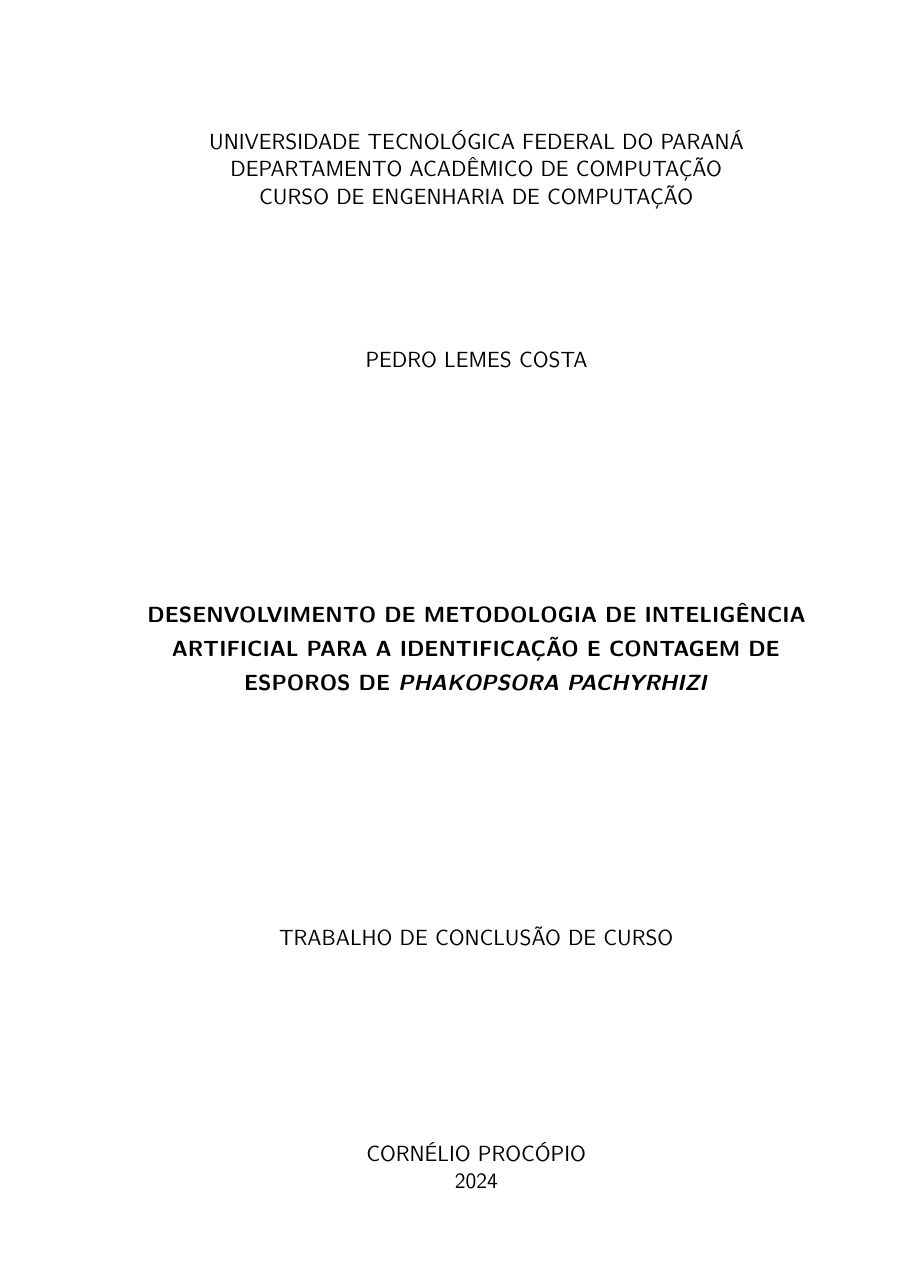 UNIVERSIDADE TECNOLÓGICA FEDERAL DO PARANÁ
DEPARTAMENTO ACADÊMICO DE COMPUTAÇÃO
CURSO DE ENGENHARIA DE COMPUTAÇÃO
PEDRO LEMES COSTA
DESENVOLVIMENTO DE METODOLOGIA DE INTELIGÊNCIA
ARTIFICIAL PARA A IDENTIFICAÇÃO E CONTAGEM DE
ESPOROS DE PHAKOPSORA PACHYRHIZI
TRABALHO DE CONCLUSÃO DE CURSO
CORNÉLIO PROCÓPIO
2024